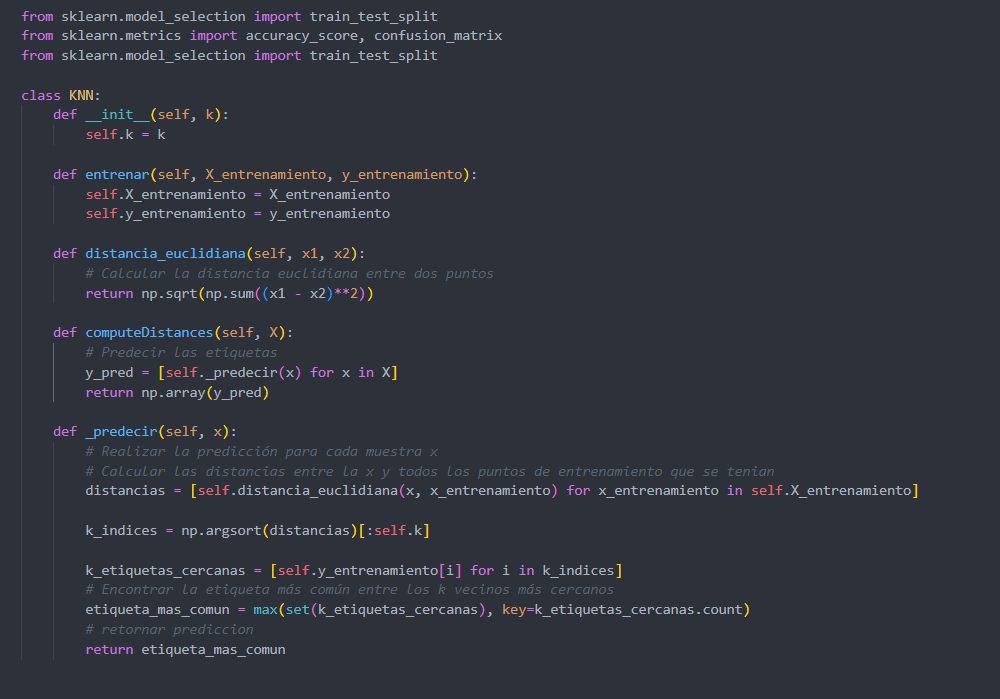 from sklearn.model_selection import train_test_split
from sklearn.metrics import accuracy_score, confusion_matrix
from sklearn.model_selection import train_test_split

class KNN:
    def __init__(self, k):
        self.k = k

    def entrenar(self, X_entrenamiento, y_entrenamiento):
        self.X_entrenamiento = X_entrenamiento
        self.y_entrenamiento = y_entrenamiento

    def distancia_euclidiana(self, x1, x2):
        # Calcular la distancia euclidiana entre dos puntos
        return np.sqrt(np.sum((x1 - x2)**2))

    def computeDistances(self, X):
        # Predecir las etiquetas
        y_pred = [self._predecir(x) for x in X]
        return np.array(y_pred)

    def _predecir(self, x):
        # Realizar la predicción para cada muestra x
        # Calcular las distancias entre la x y todos los puntos de entrenamiento que se tenian
        distancias = [self.distancia_euclidiana(x, x_entrenamiento) for x_entrenamiento in self.X_entrenamiento]

        k_indices = np.argsort(distancias)[:self.k]

        k_etiquetas_cercanas = [self.y_entrenamiento[i] for i in k_indices]
        # Encontrar la etiqueta más común entre los k vecinos más cercanos
        etiqueta_mas_comun = max(set(k_etiquetas_cercanas), key=k_etiquetas_cercanas.count)
        # retornar prediccion
        return etiqueta_mas_comun